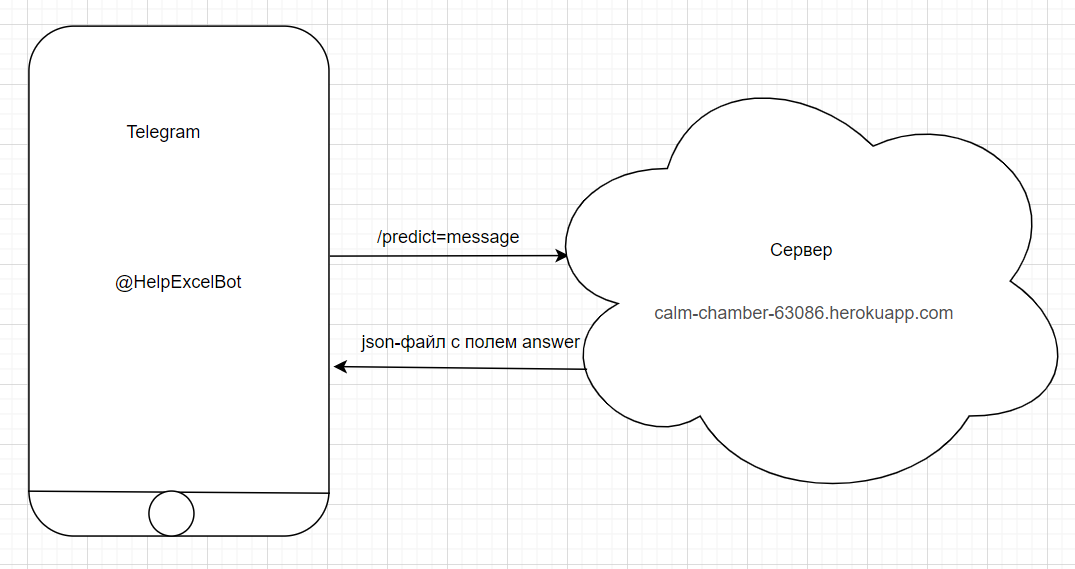 Telegram
@HelpExcelBot
/predict=message
json-файл с полем answer
Сервер
calm-chamber-63086.herokuapp.com